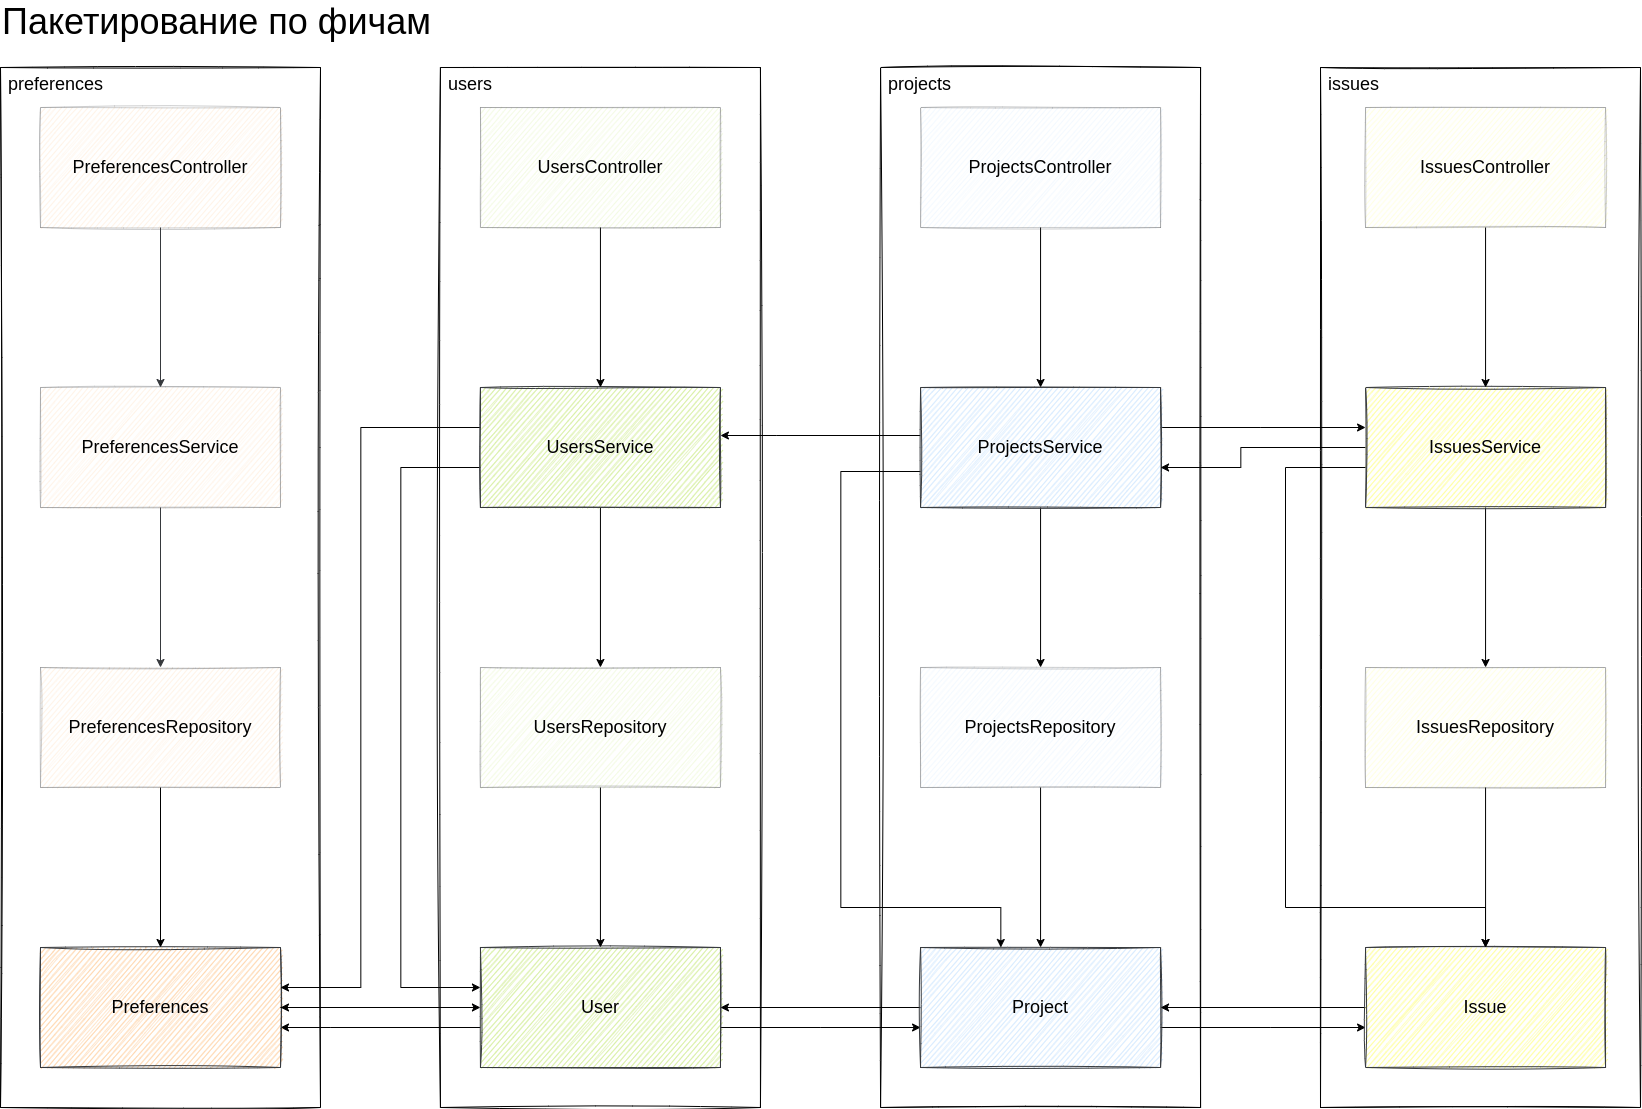 Пакетирование по фичам
preferences
users
projects
issues
PreferencesController
UsersController
ProjectsController
IssuesController
PreferencesService
UsersService
ProjectsService
IssuesService
PreferencesRepository
UsersRepository
ProjectsRepository
IssuesRepository
Preferences
User
Project
Issue